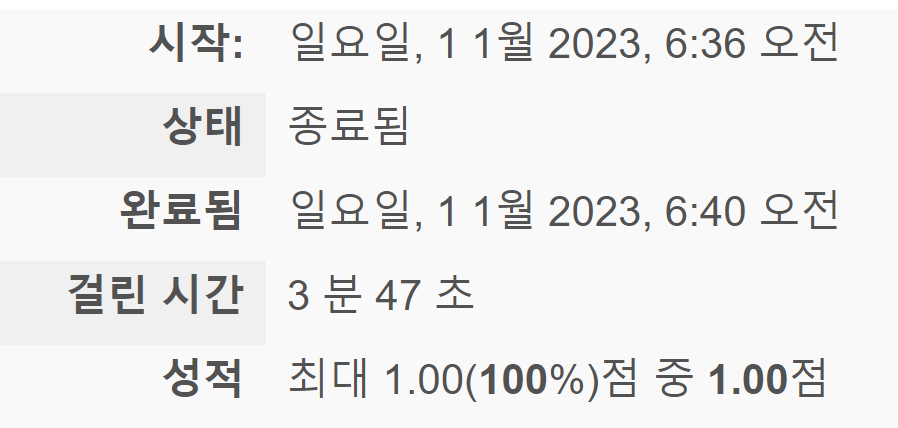 시작: 일요일, 1 1월 2023, 6:36 오전
상태 종료됨
완료됨 일요일, 1 1월 2023, 6:40 오전
걸린 시간 3 분 47 초
성적 최대 1.00(100%)점 중 1.00점